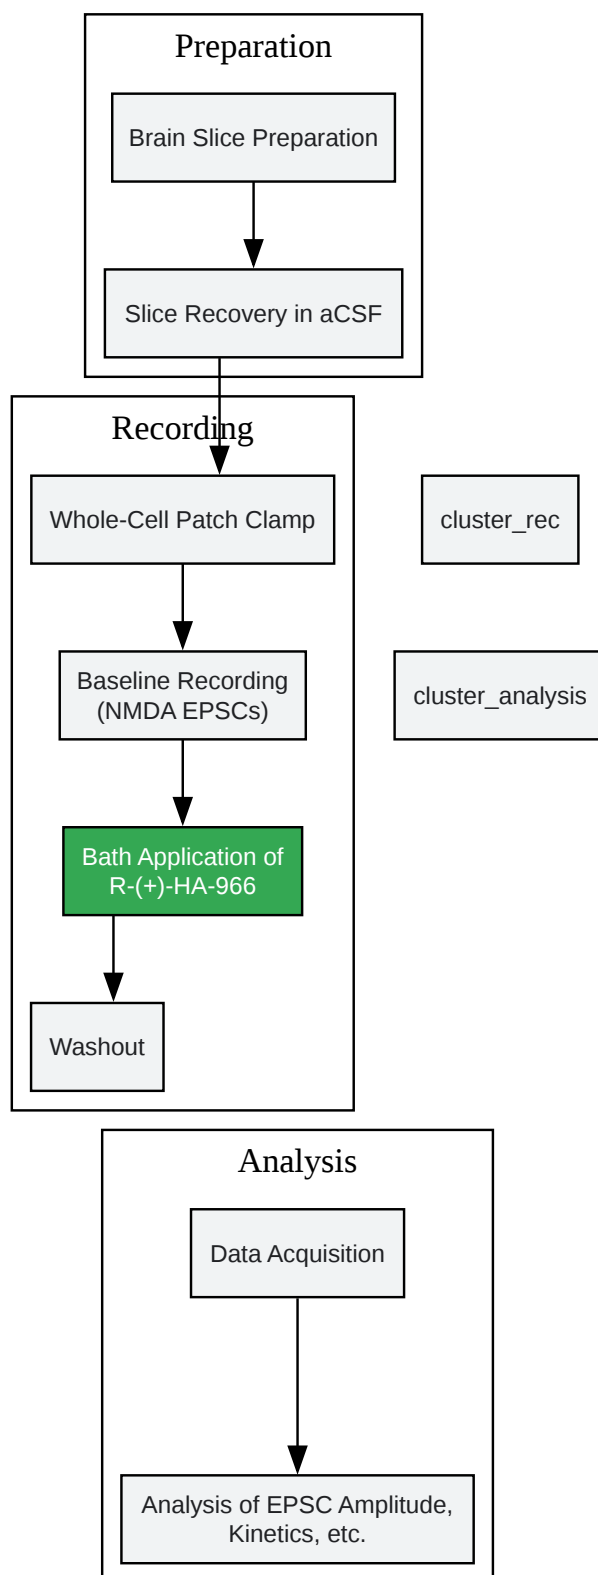 Preparation
Brain Slice Preparation
Slice Recovery in aCSF
Recording
Whole-Cell Patch Clamp
cluster_rec
Baseline Recording
(NMDA EPSCs)
cluster_analysis
Bath Application of
R-(+)-HA-966
Washout
Analysis
Data Acquisition
Analysis of EPSC Amplitude,
Kinetics, etc.